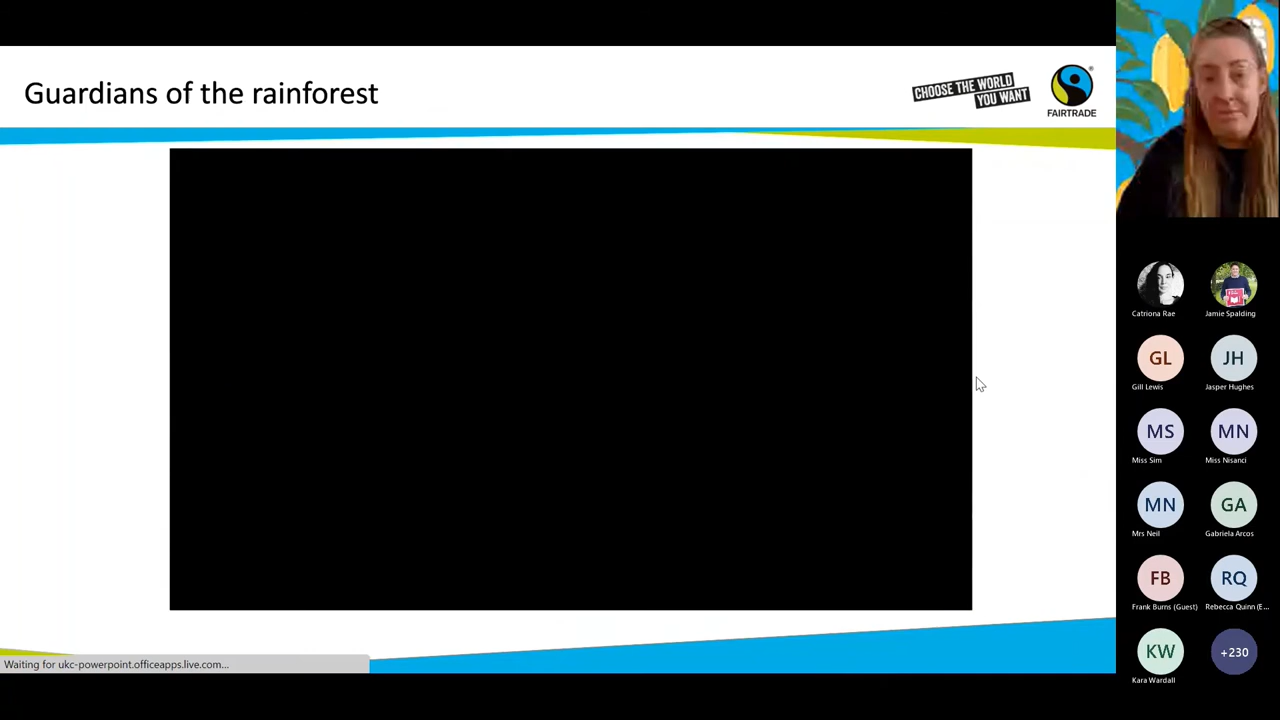 Guardians of the rainforest
CHOOSE THE WORLD
YOU WANT
FAIRTRADE
Catriona Rae
Jamie Spalding
GL
JH
Gill Lewis
Jasper Hughes
MS
MN
Miss Sim
Miss Nisanci
MN
GA
Mrs Neil
Gabriela Arcos
FB
RQ
Frank Burns (Guest)
Rebecca Quinn (E...
KW
+230
Kara Wardall
Waiting for ukc-powerpoint.officeapps.live.com...